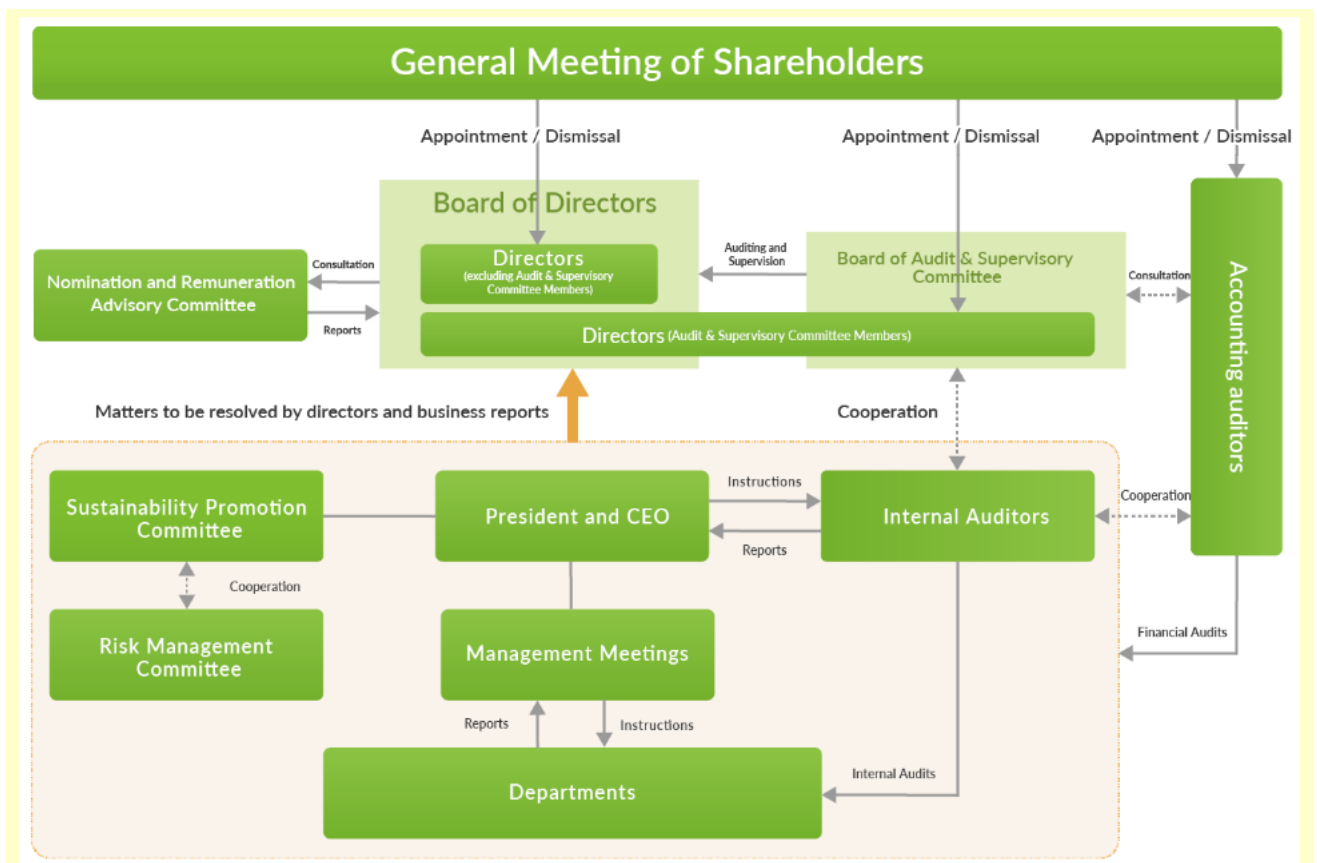 General Meeting of Shareholders
Appointment / Dismissal
Appointment / Dismissal
Appointment / Dismissal
Board of Directors
Directors
(excluding Audit & Supervisory
Committee Members)
Auditing and
Supervision
Board of Audit & Supervisory
Committee
Consultation
Nomination and Remuneration
Advisory Committee
Reports
Consultation
Directors (Audit & Supervisory Committee Members)
Accounting auditors
Matters to be resolved by directors and business reports
Cooperation
Sustainability Promotion
Committee
President and CEO
Instructions
Reports
Internal Auditors
Cooperation
Cooperation
Risk Management
Committee
Management Meetings
Financial Audits
Reports
Instructions
Departments
Internal Audits